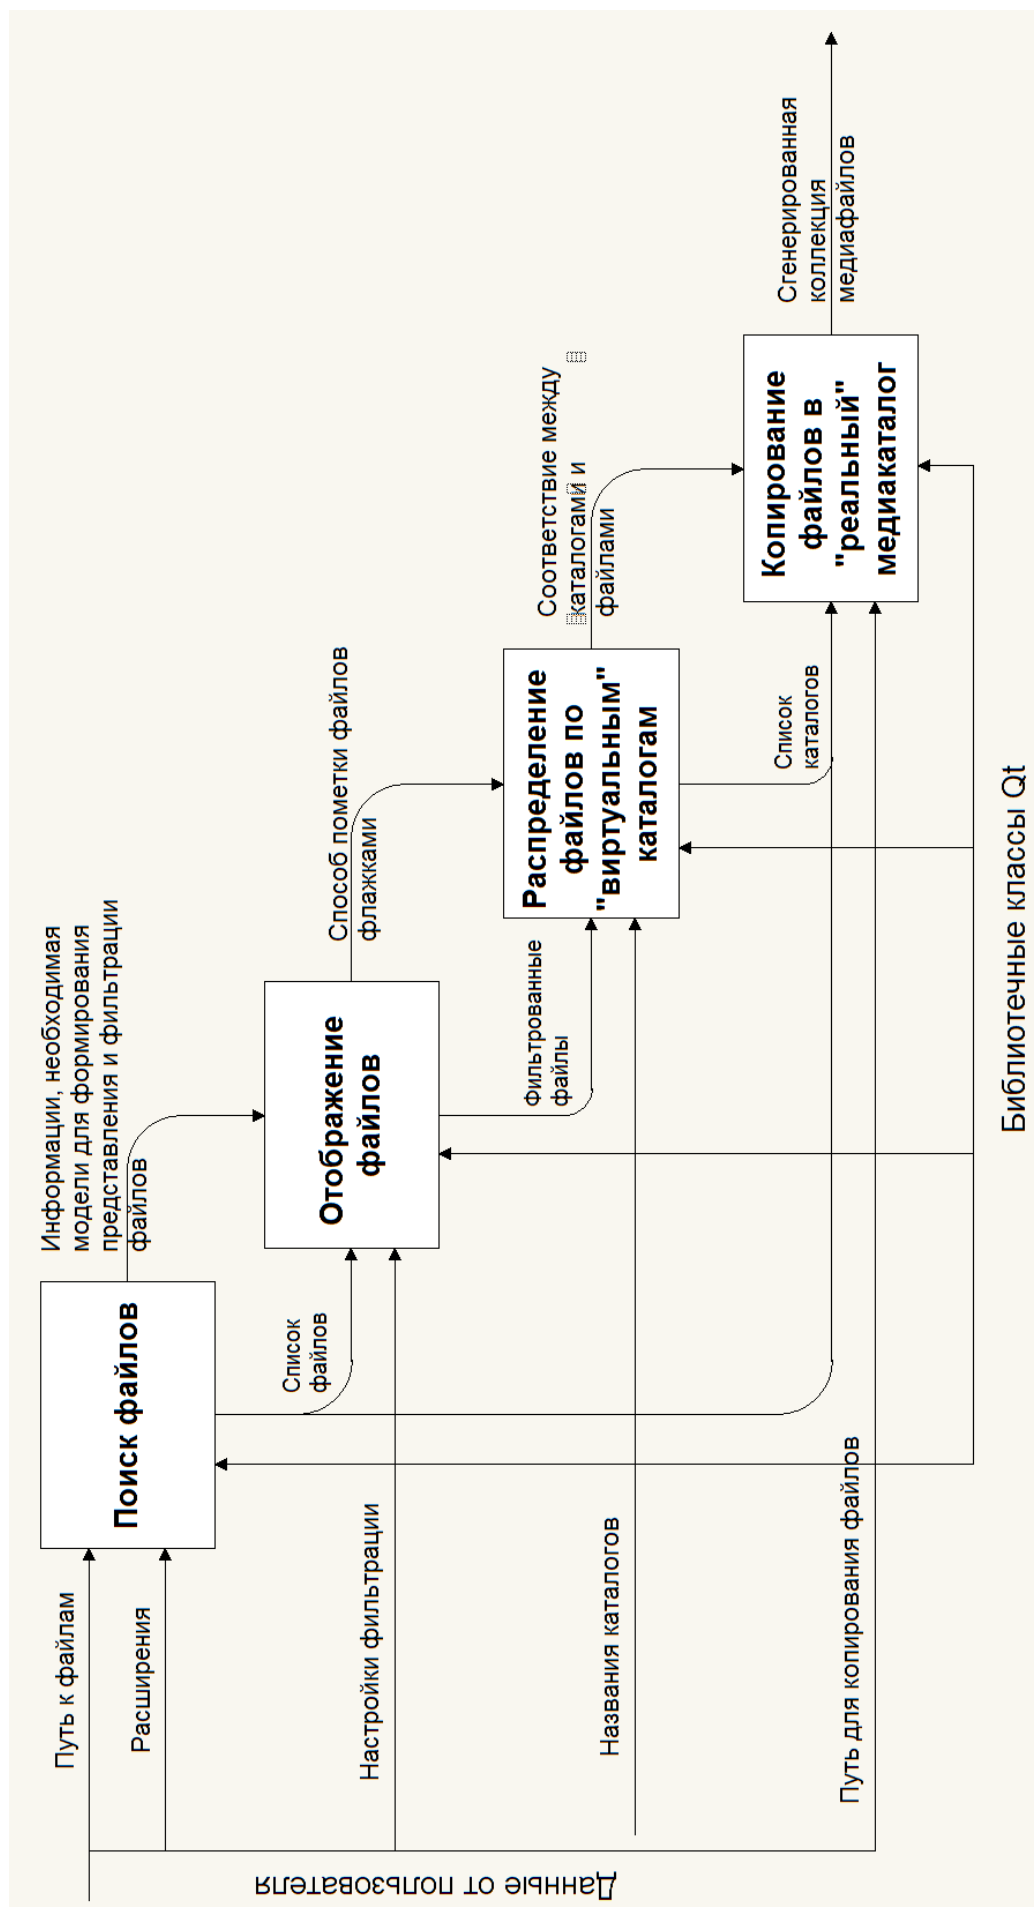 Информации, необходимая
модели для формирования
представления и фильтрации
файлов
Способ пометки файлов
флажками
Соответствие между
каталогами и
файлами
Сгенерированная
коллекция
медиафайлов
Путь к файлам
Расширения
Поиск файлов
Список
файлов
Отображение
файлов
Настройки фильтрации
Фильтрованные
файлы
Распределение
файлов по
"виртуальным"
каталогам
Названия каталогов
Список
каталогов
Копирование
файлов в
"реальный"
медиакаталог
Путь для копирования файлов
Данные от пользователя
Библиотечные классы Qt